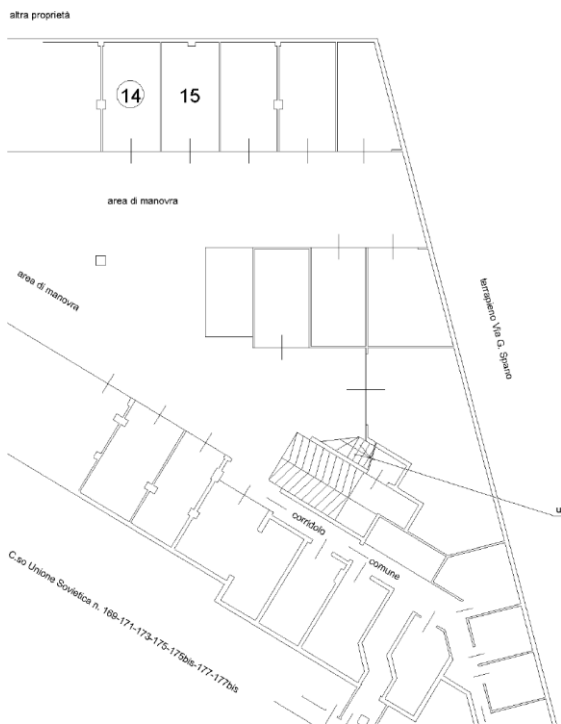 altra proprietà
14
15
area di manovra
area di manovra
terrapieno Via G. Spano
corridoio
comune
u
C.so Unione Sovietica n. 169-171-173-175-175bis-177-177bis